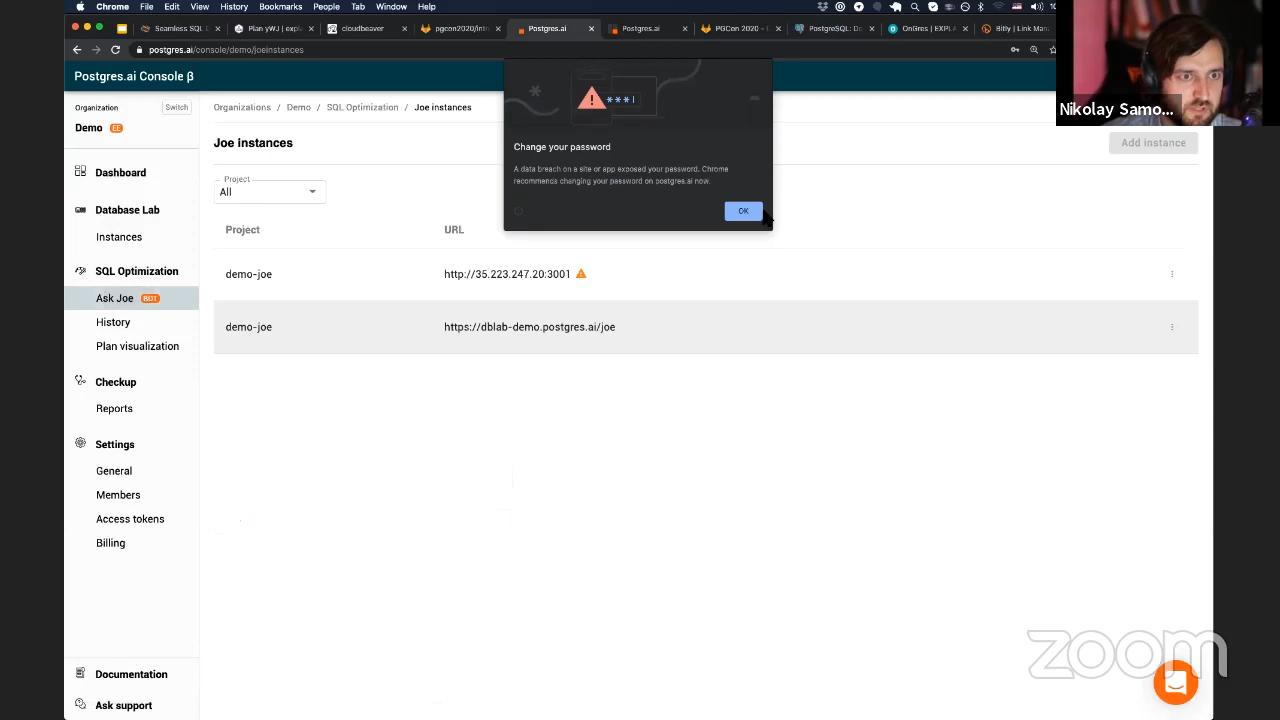 Chrome File Edit View History Bookmarks People Tab Window Help
Seamless SQL
Plan yWJ | expla
cloudbeaver
pgcon2020/intr
Postgres.ai
Postgres.ai
PGCon 2020 -
PostgreSQL: Do
OnGres | EXPLA
Bitly | Link Man
postgres.ai/console/demo/joeinstances
Nikolay Samo...
Postgres.ai Console β
Organization
Switch
Demo EE
Dashboard
Database Lab
Instances
SQL Optimization
Ask Joe BOT
History
Plan visualization
Checkup
Reports
Settings
General
Members
Access tokens
Billing
Documentation
Ask support
Organizations / Demo / SQL Optimization / Joe instances
Joe instances
Add instance
Project
All
Project URL
demo-joe http://35.223.247.20:3001
demo-joe https://dblab-demo.postgres.ai/joe
***
Change your password
A data breach on a site or app exposed your password. Chrome
recommends changing your password on postgres.ai now.
OK
zoom